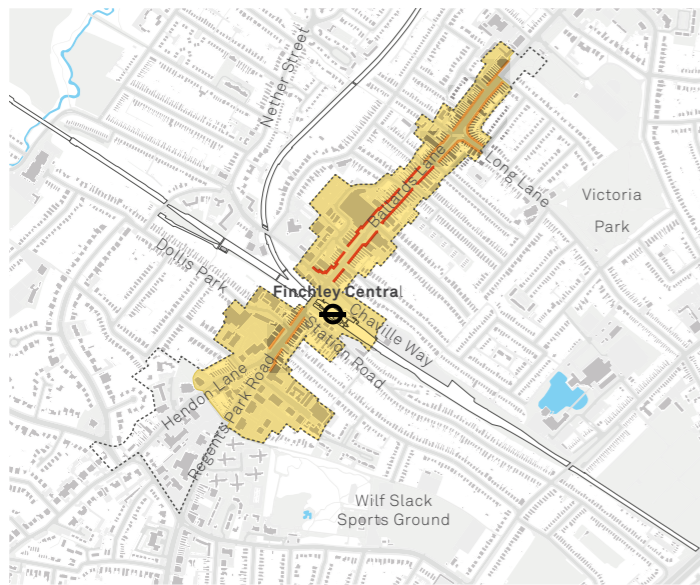 Nether Street
Ballards Lane
Long Lane
Victoria
Park
Dollis Park
Finchley Central
Chaville Way
Station Road
Hendon Lane
Regents Park Road
Wilf Slack
Sports Ground